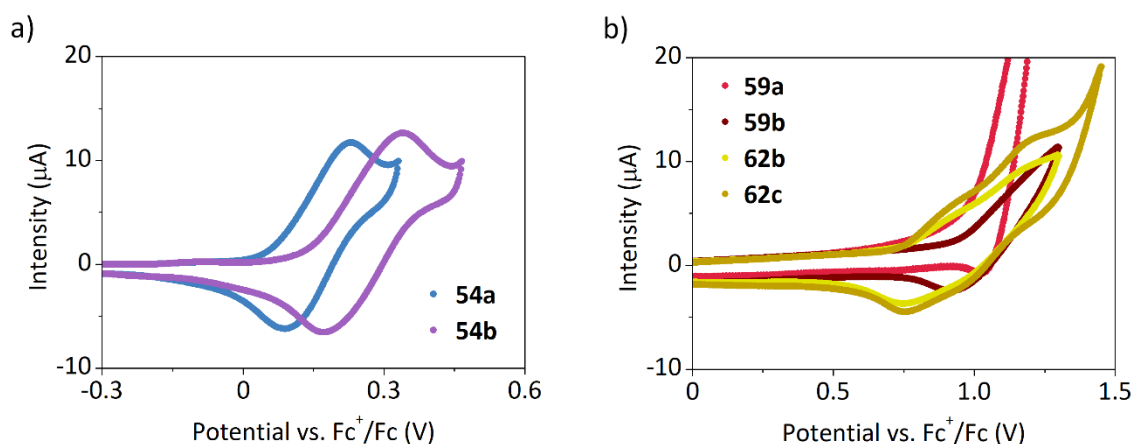 a)
20
10
0
-10
Intensity (µA)
54a
54b
-0.3
0
0.3
0.6
Potential vs. Fc⁺/Fc (V)
b)
20
10
0
-10
Intensity (µA)
59a
59b
62b
62c
0
0.5
1.0
1.5
Potential vs. Fc⁺/Fc (V)